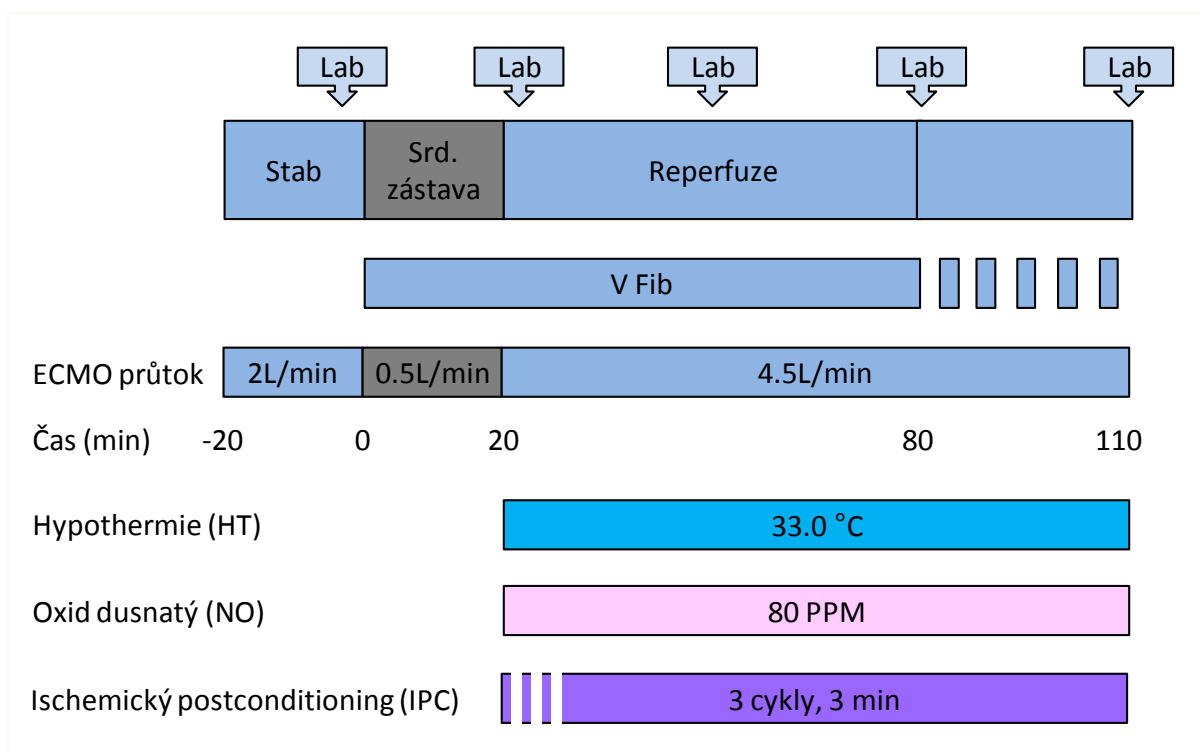 Lab Lab Lab Lab Lab
Stab
Srd.
zástava
Reperfuze
V Fib
ECMO průtok 2L/min 0.5L/min 4.5L/min
Čas (min) -20 0 20 80 110
Hypothermie (HT) 33.0 °C
Oxid dusnatý (NO) 80 PPM
Ischemický postconditioning (IPC) 3 cykly, 3 min